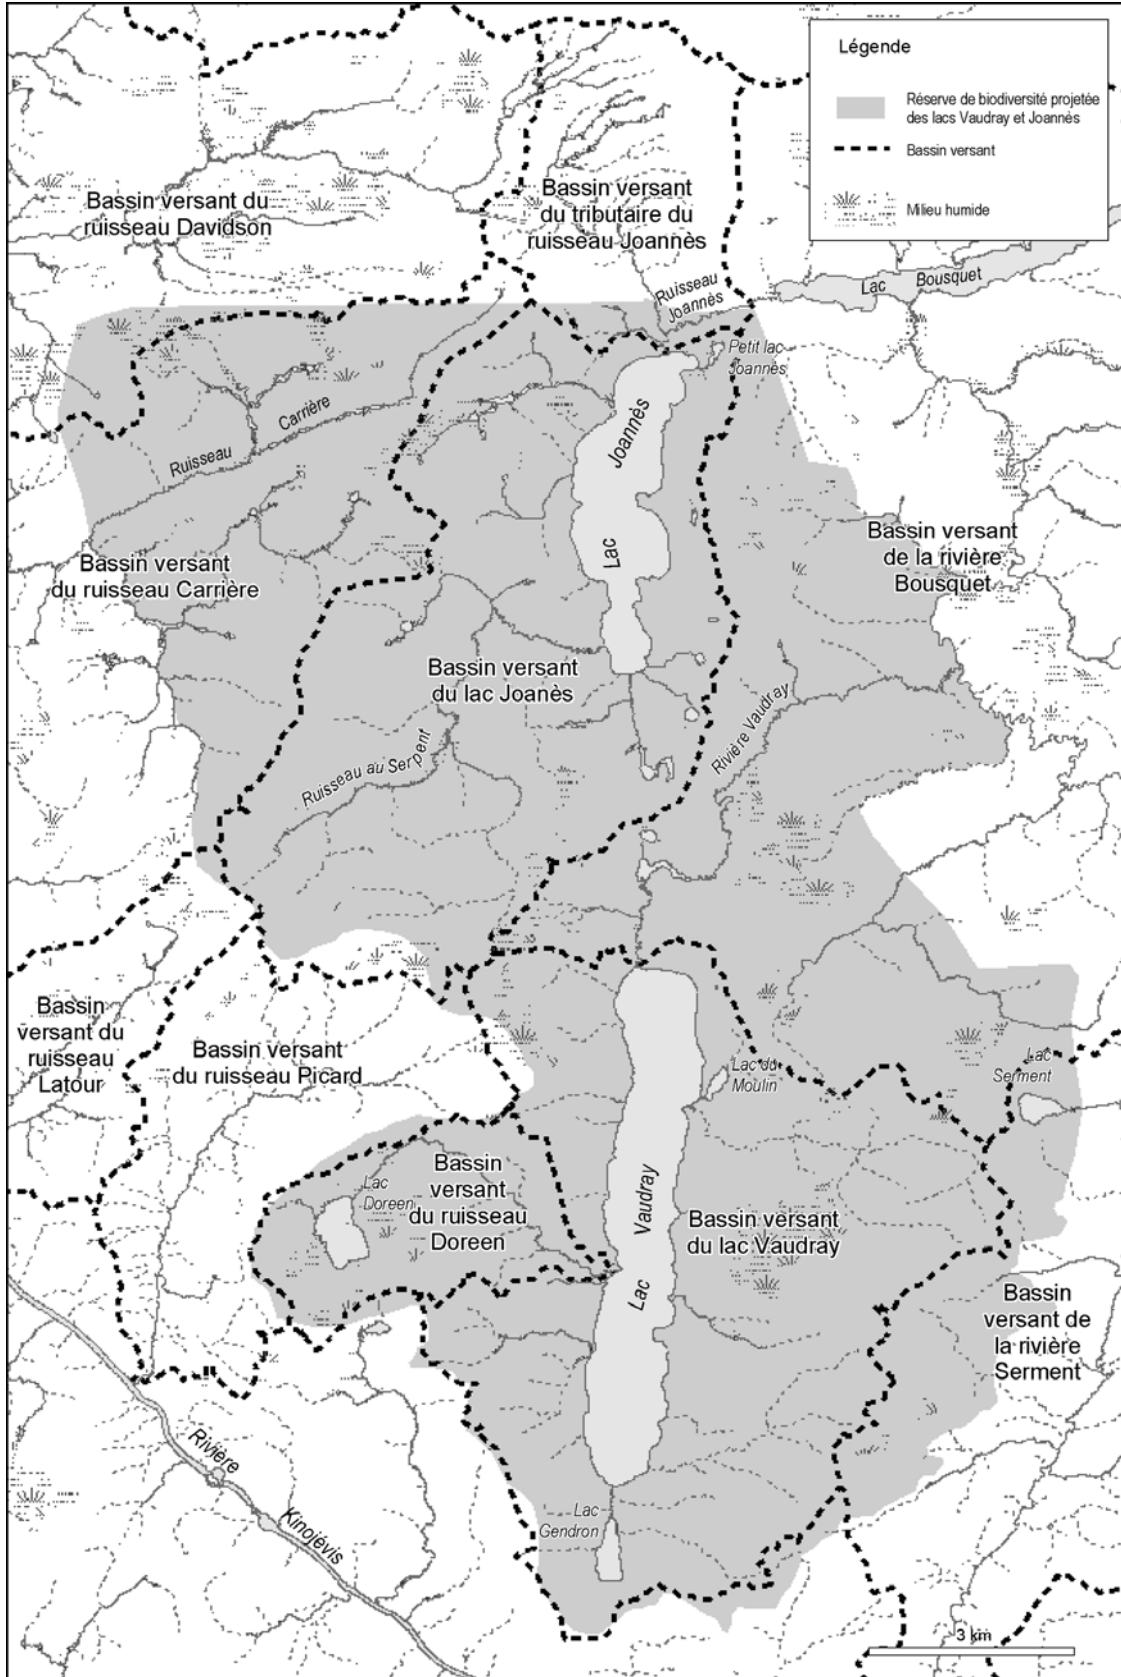 Légende
Réserve de biodiversité projetée
des lacs Vaudray et Joannés
Bassin versant
Milieu humide
Bassin versant du
ruisseau Davidson
Bassin versant
du tributaire du
ruisseau Joannès
Ruisseau
Joannès
Lac Bousquet
Petit lac
Joannès
Lac Joannès
Ruisseau Carrière
Bassin versant
du ruisseau Carrière
Bassin versant
de la rivière
Bousquet
Bassin versant
du lac Joanès
Rivière Vaudray
Ruisseau au Serpent
Bassin
versant du
ruisseau
Latour
Bassin versant
du ruisseau Picard
Lac du
Moulin
Lac
Serment
Lac
Doreen
Bassin
versant
du ruisseau
Doreen
Lac Vaudray
Bassin versant
du lac Vaudray
Bassin
versant de
la rivière
Serment
Rivière Kinojévis
Lac
Gendron
3 km